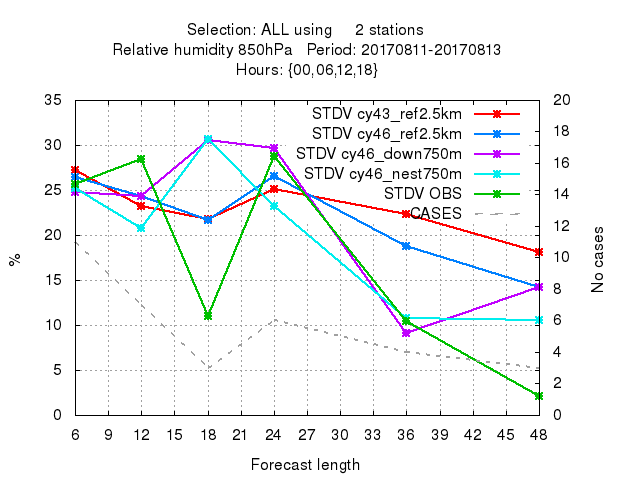 Selection: ALL using 2 stations
Relative humidity 850hPa Period: 20170811-20170813
Hours: {00,06,12,18}
STDV cy43_ref2.5km
STDV cy46_ref2.5km
STDV cy46_down750m
STDV cy46_nest750m
STDV OBS
CASES
%
35
30
25
20
15
10
5
0
No cases
20
18
16
14
12
10
8
6
4
2
0
6 12 15 18 21 24 27 30 33 36 39 42 45 48
Forecast length